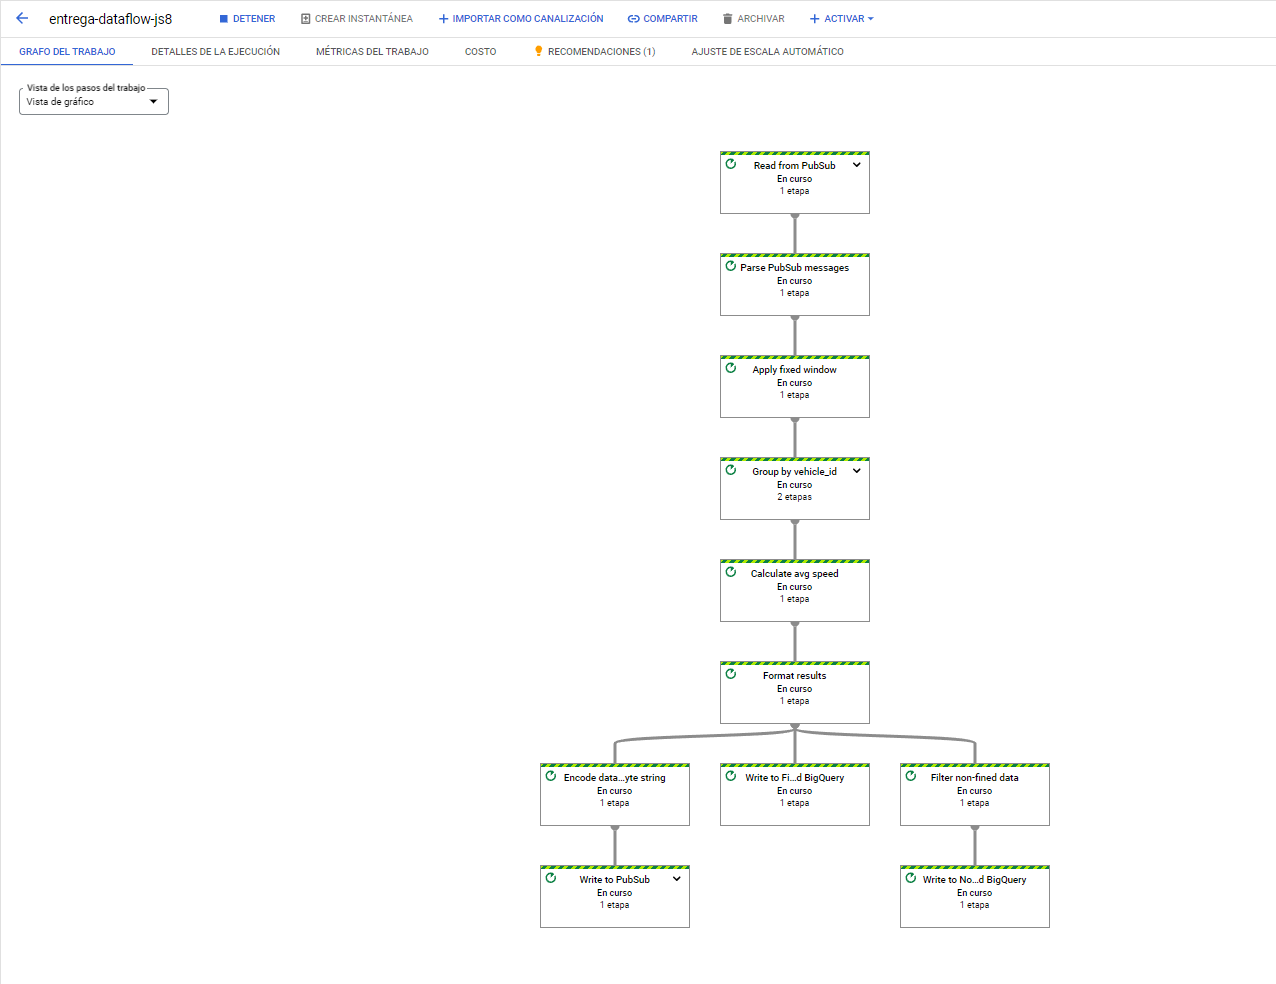 entrega-dataflow-js8
DETENER
CREAR INSTANTÁNEA
IMPORTAR COMO CANALIZACIÓN
COMPARTIR
ARCHIVAR
ACTIVAR
GRAFO DEL TRABAJO
DETALLES DE LA EJECUCIÓN
MÉTRICAS DEL TRABAJO
COSTO
RECOMENDACIONES (1)
AJUSTE DE ESCALA AUTOMÁTICO
Vista de los pasos del trabajo
Vista de gráfico
Read from PubSub
En curso
1 etapa
Parse PubSub messages
En curso
1 etapa
Apply fixed window
En curso
1 etapa
Group by vehicle_id
En curso
2 etapas
Calculate avg speed
En curso
1 etapa
Format results
En curso
1 etapa
Encode data...yte string
En curso
1 etapa
Write to Fi...d BigQuery
En curso
1 etapa
Filter non-fined data
En curso
1 etapa
Write to PubSub
En curso
1 etapa
Write to No...d BigQuery
En curso
1 etapa